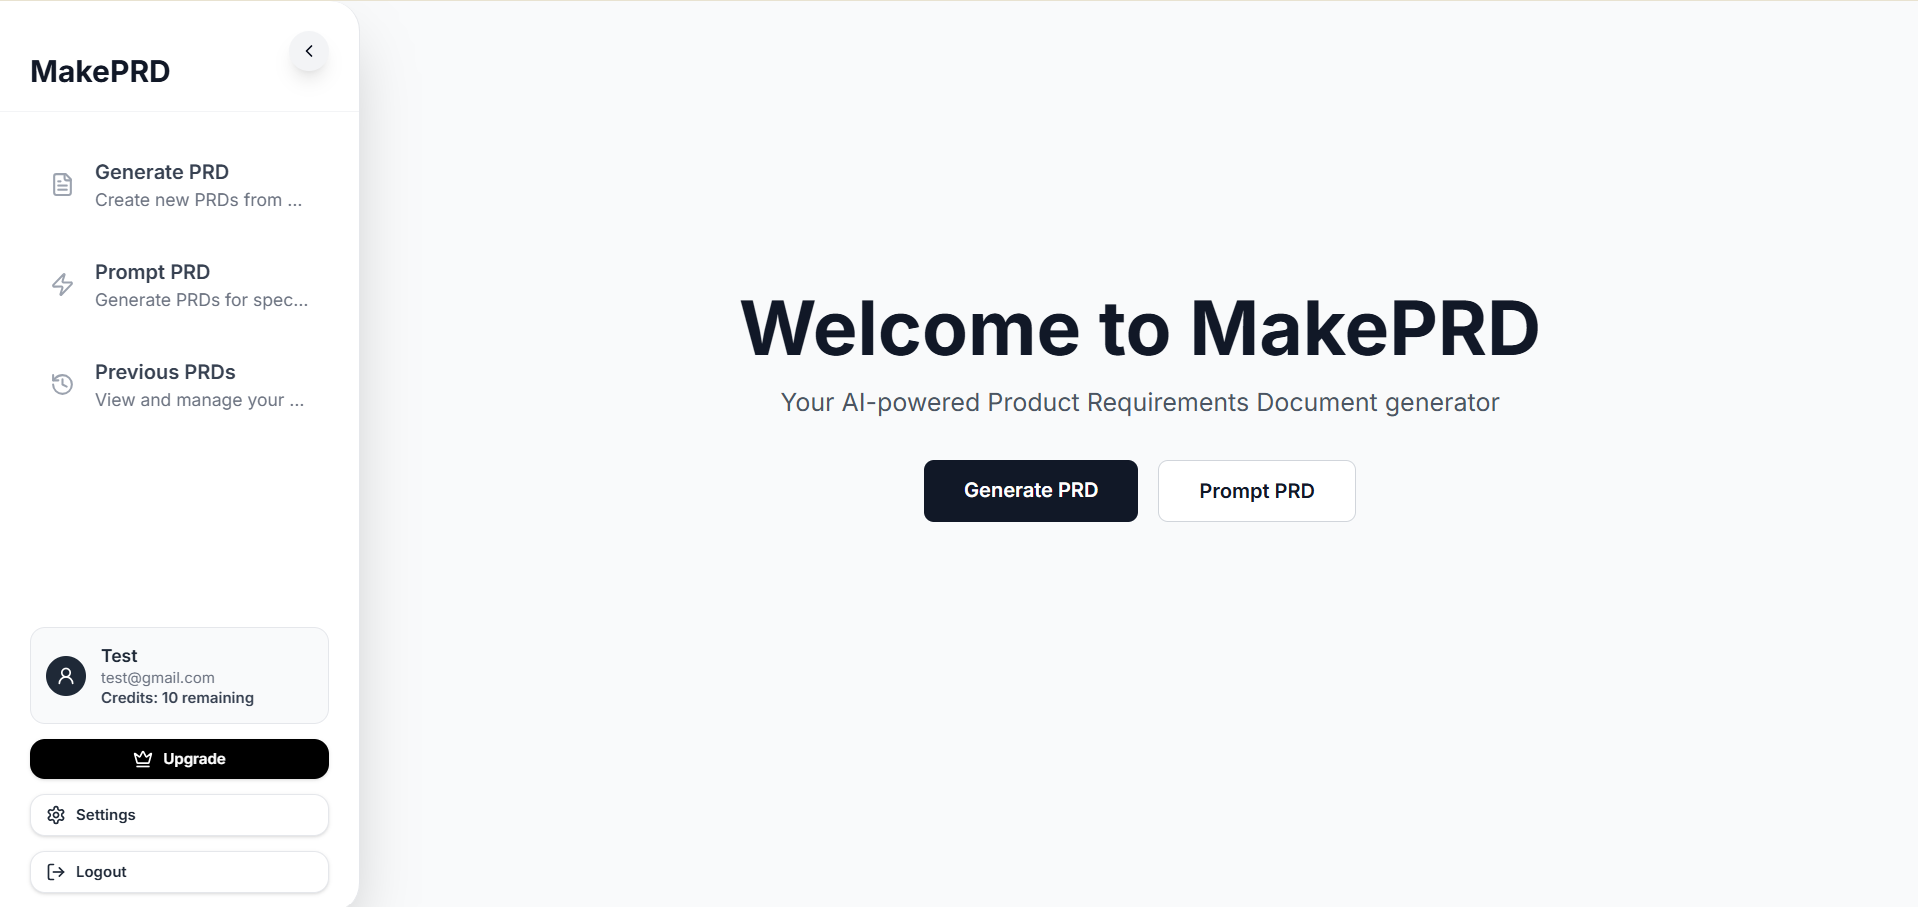 MakePRD
Generate PRD
Create new PRDs from ...
Prompt PRD
Generate PRDs for spec...
Previous PRDs
View and manage your ...
Test
test@gmail.com
Credits: 10 remaining
Upgrade
Settings
Logout
Welcome to MakePRD
Your AI-powered Product Requirements Document generator
Generate PRD
Prompt PRD